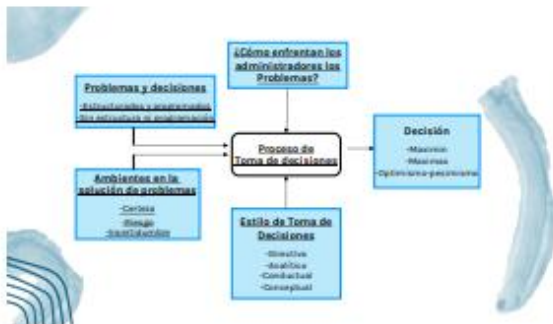 ¿Cómo enfrentan los
administradores los
Problemas?
Problemas y decisiones
-Estructurados y programados
-Sin estructura ni programación
Proceso de
Toma de decisiones
Decisión
-Maximin
-Maximax
-Optimismo-pesimismo
Ambientes en la
solución de problemas
-Certeza
-Riesgo
-Incertidumbre
Estilo de Toma de
Decisiones
-Directivo
-Analítico
-Conductual
-Conceptual